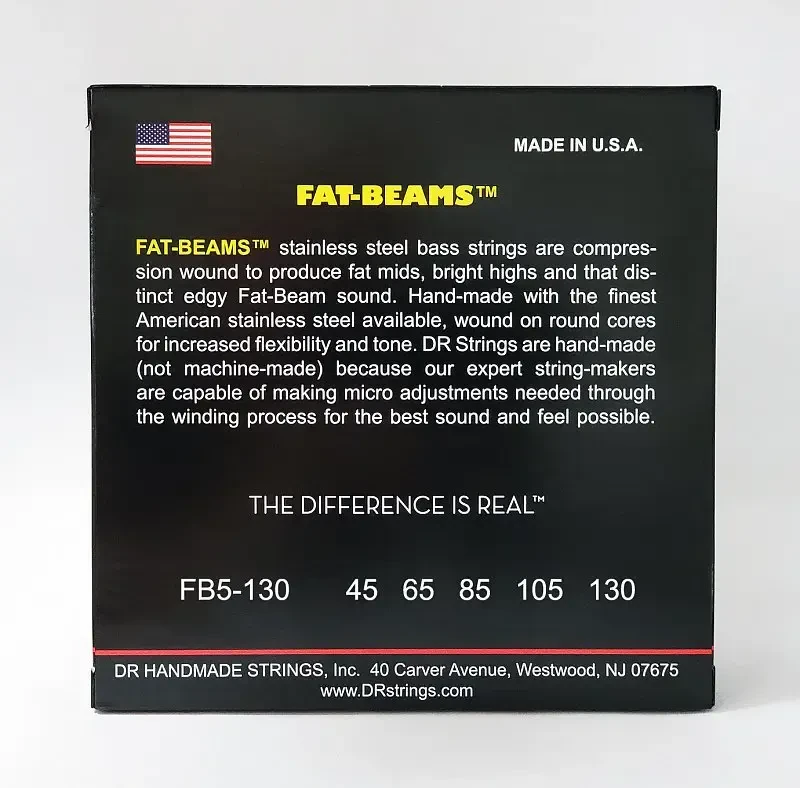 MADE IN U.S.A.
FAT-BEAMS™
FAT-BEAMS™ stainless steel bass strings are compres-
sion wound to produce fat mids, bright highs and that dis-
tinct edgy Fat-Beam sound. Hand-made with the finest
American stainless steel available, wound on round cores
for increased flexibility and tone. DR Strings are hand-made
(not machine-made) because our expert string-makers
are capable of making micro adjustments needed through
the winding process for the best sound and feel possible.
THE DIFFERENCE IS REAL™
FB5-130 45 65 85 105 130
DR HANDMADE STRINGS, Inc. 40 Carver Avenue, Westwood, NJ 07675
www.DRstrings.com